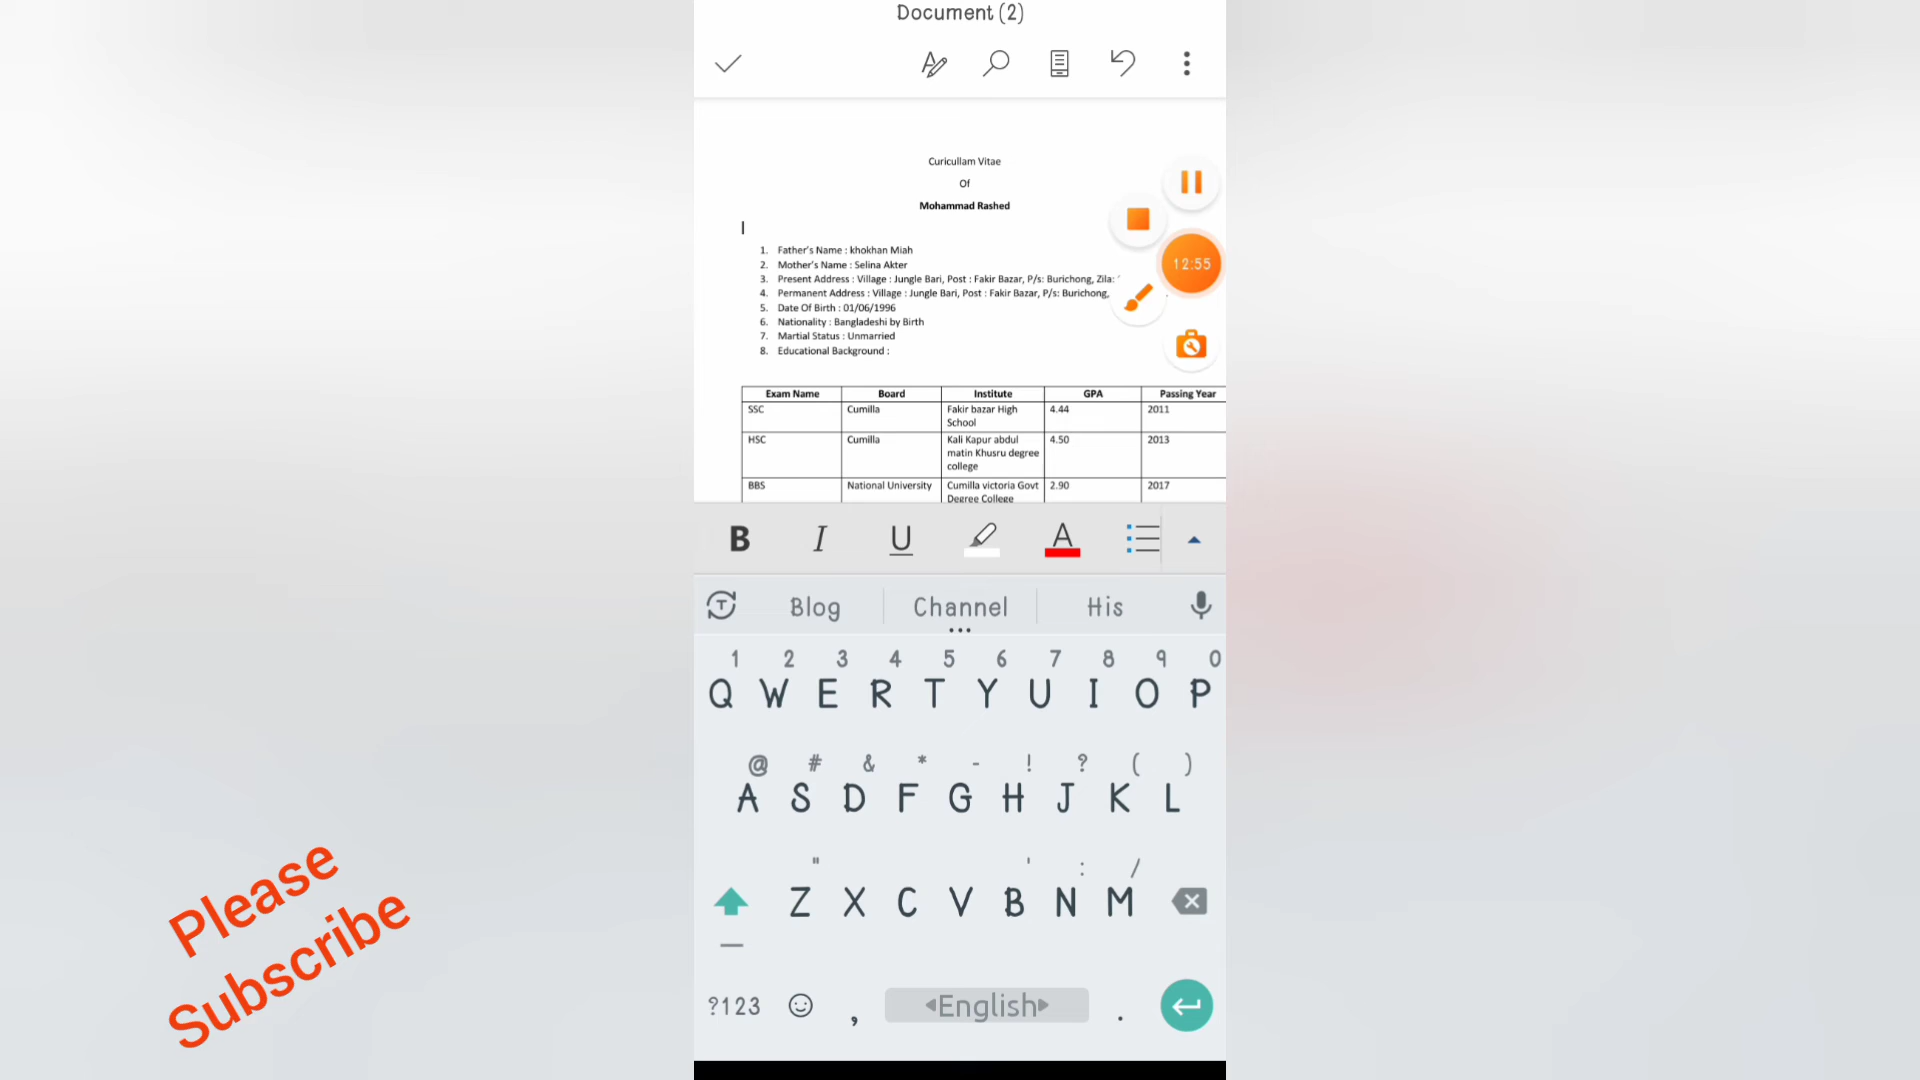 Document (2)
Curicullam Vitae
Of
Mohammad Rashed
1. Father's Name : khokhan Miah
2. Mother's Name : Selina Akter
3. Present Address : Village : Jungle Bari, Post : Fakir Bazar, P/s: Burichong, Zila:
4. Permanent Address : Village : Jungle Bari, Post : Fakir Bazar, P/s: Burichong,
5. Date Of Birth : 01/06/1996
6. Nationality : Bangladeshi by Birth
7. Martial Status : Unmarried
8. Educational Background :
12:55
Exam Name Board Institute GPA Passing Year
SSC Cumilla Fakir bazar High School 4.44 2011
HSC Cumilla Kali Kapur abdul matin Khusru degree college 4.50 2013
BBS National University Cumilla victoria Govt Degree College 2.90 2017
B I U A
Blog Channel His
1 2 3 4 5 6 7 8 9 0
Q W E R T Y U I O P
@ # & * - ! ? ( )
A S D F G H J K L
" ' : /
Z X C V B N M
?123 , English .
Please
Subscribe